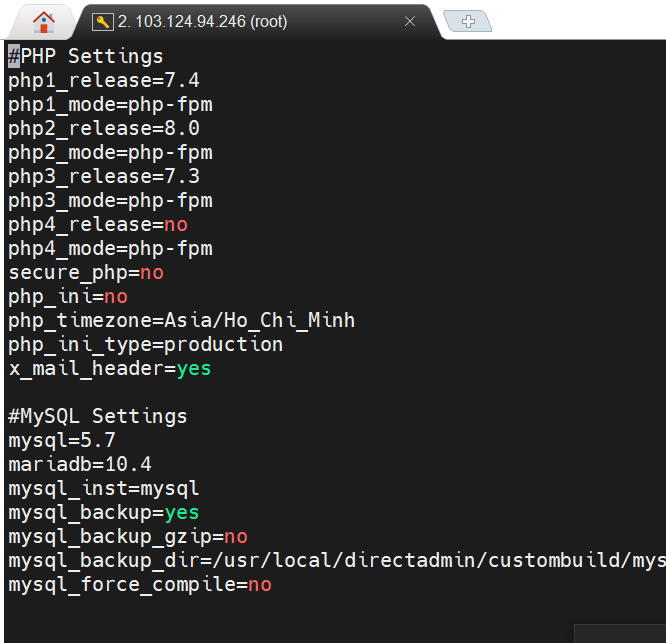 2. 103.124.94.246 (root)
#PHP Settings
php1_release=7.4
php1_mode=php-fpm
php2_release=8.0
php2_mode=php-fpm
php3_release=7.3
php3_mode=php-fpm
php4_release=no
php4_mode=php-fpm
secure_php=no
php_ini=no
php_timezone=Asia/Ho_Chi_Minh
php_ini_type=production
x_mail_header=yes
#MySQL Settings
mysql=5.7
mariadb=10.4
mysql_inst=mysql
mysql_backup=yes
mysql_backup_gzip=no
mysql_backup_dir=/usr/local/directadmin/custombuild/mys
mysql_force_compile=no